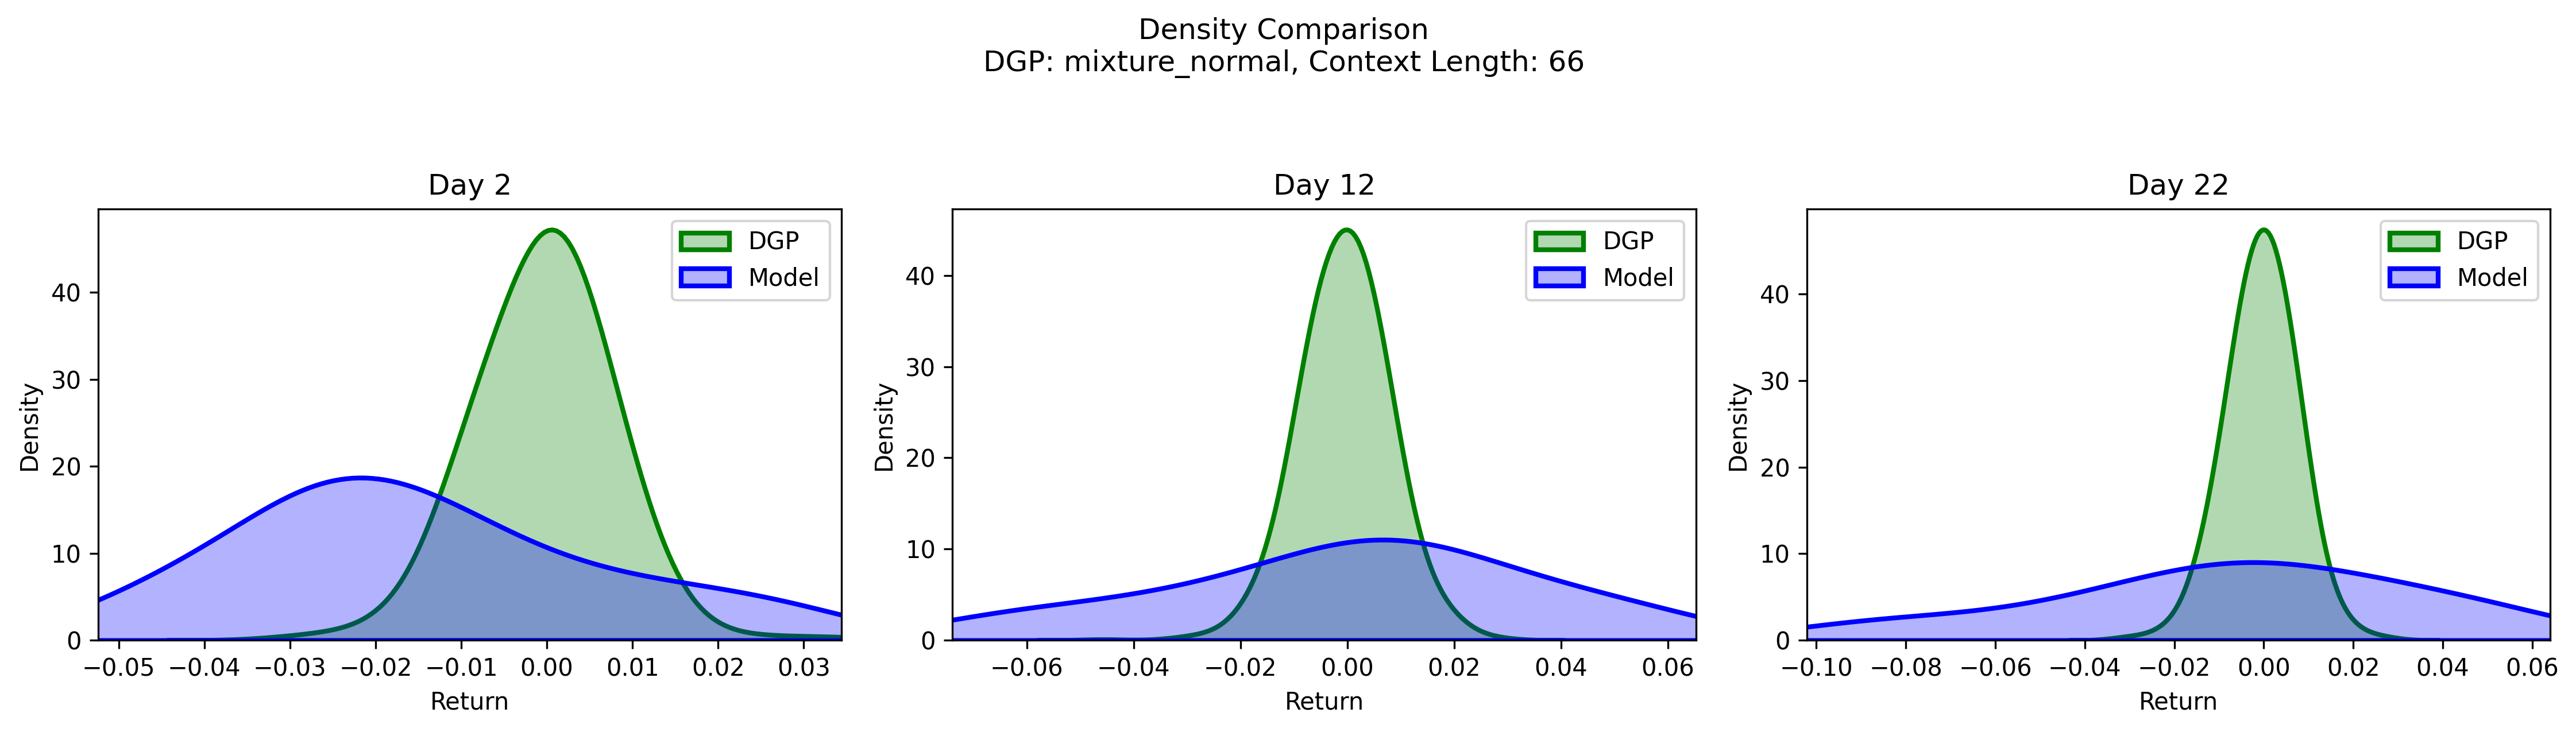 Density Comparison
DGP: mixture_normal, Context Length: 66
Day 2
DGP
Model
Density
0
10
20
30
40
−0.05 −0.04 −0.03 −0.02 −0.01 0.00 0.01 0.02 0.03
Return
Day 12
DGP
Model
Density
0
10
20
30
40
−0.06 −0.04 −0.02 0.00 0.02 0.04 0.06
Return
Day 22
DGP
Model
Density
0
10
20
30
40
−0.10 −0.08 −0.06 −0.04 −0.02 0.00 0.02 0.04 0.06
Return